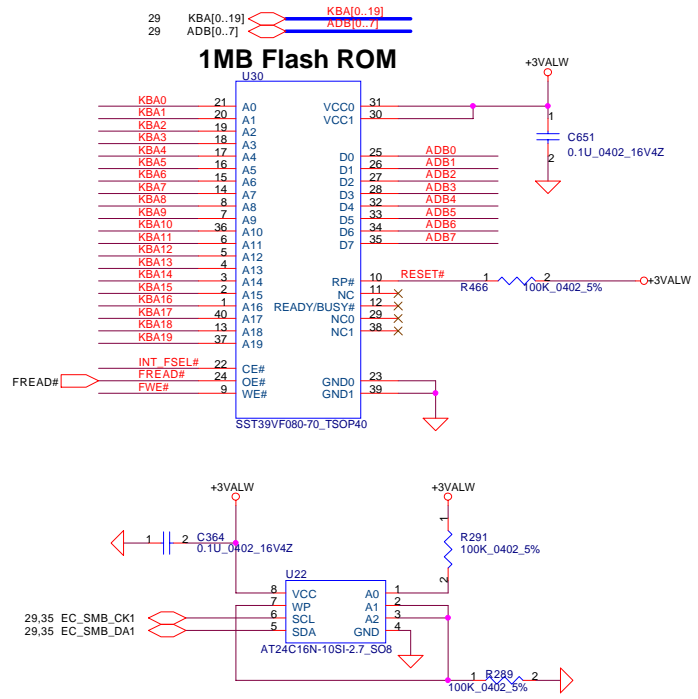 29 KBA[0..19] KBA[0..19]
29 ADB[0..7] ADB[0..7]
1MB Flash ROM
U30
+3VALW
KBA0 21 A0 VCC0 31
KBA1 20 A1 VCC1 30
KBA2 19 A2
KBA3 18 A3
KBA4 17 A4 D0 25 ADB0
KBA5 16 A5 D1 26 ADB1
KBA6 15 A6 D2 27 ADB2
KBA7 14 A7 D3 28 ADB3
KBA8 8 A8 D4 32 ADB4
KBA9 7 A9 D5 33 ADB5
KBA10 36 A10 D6 34 ADB6
KBA11 6 A11 D7 35 ADB7
KBA12 5 A12
KBA13 4 A13
KBA14 3 A14 RP# 10 RESET#
KBA15 2 A15 NC 11
KBA16 1 A16 READY/BUSY# 12
KBA17 40 A17 NC0 29
KBA18 13 A18 NC1 38
KBA19 37 A19
1
C651
2 0.1U_0402_16V4Z
1 2 +3VALW
R466 100K_0402_5%
INT_FSEL# 22 CE# GND0 23
FREAD# FREAD# 24 OE# GND1 39
FWE# 9 WE#
SST39VF080-70_TSOP40
+3VALW +3VALW
1 2 C364
0.1U_0402_16V4Z
1
R291
100K_0402_5%
2
U22
8 VCC A0 1
7 WP A1 2
29,35 EC_SMB_CK1 6 SCL A2 3
29,35 EC_SMB_DA1 5 SDA GND 4
AT24C16N-10SI-2.7_SO8
1 R289 2
100K_0402_5%